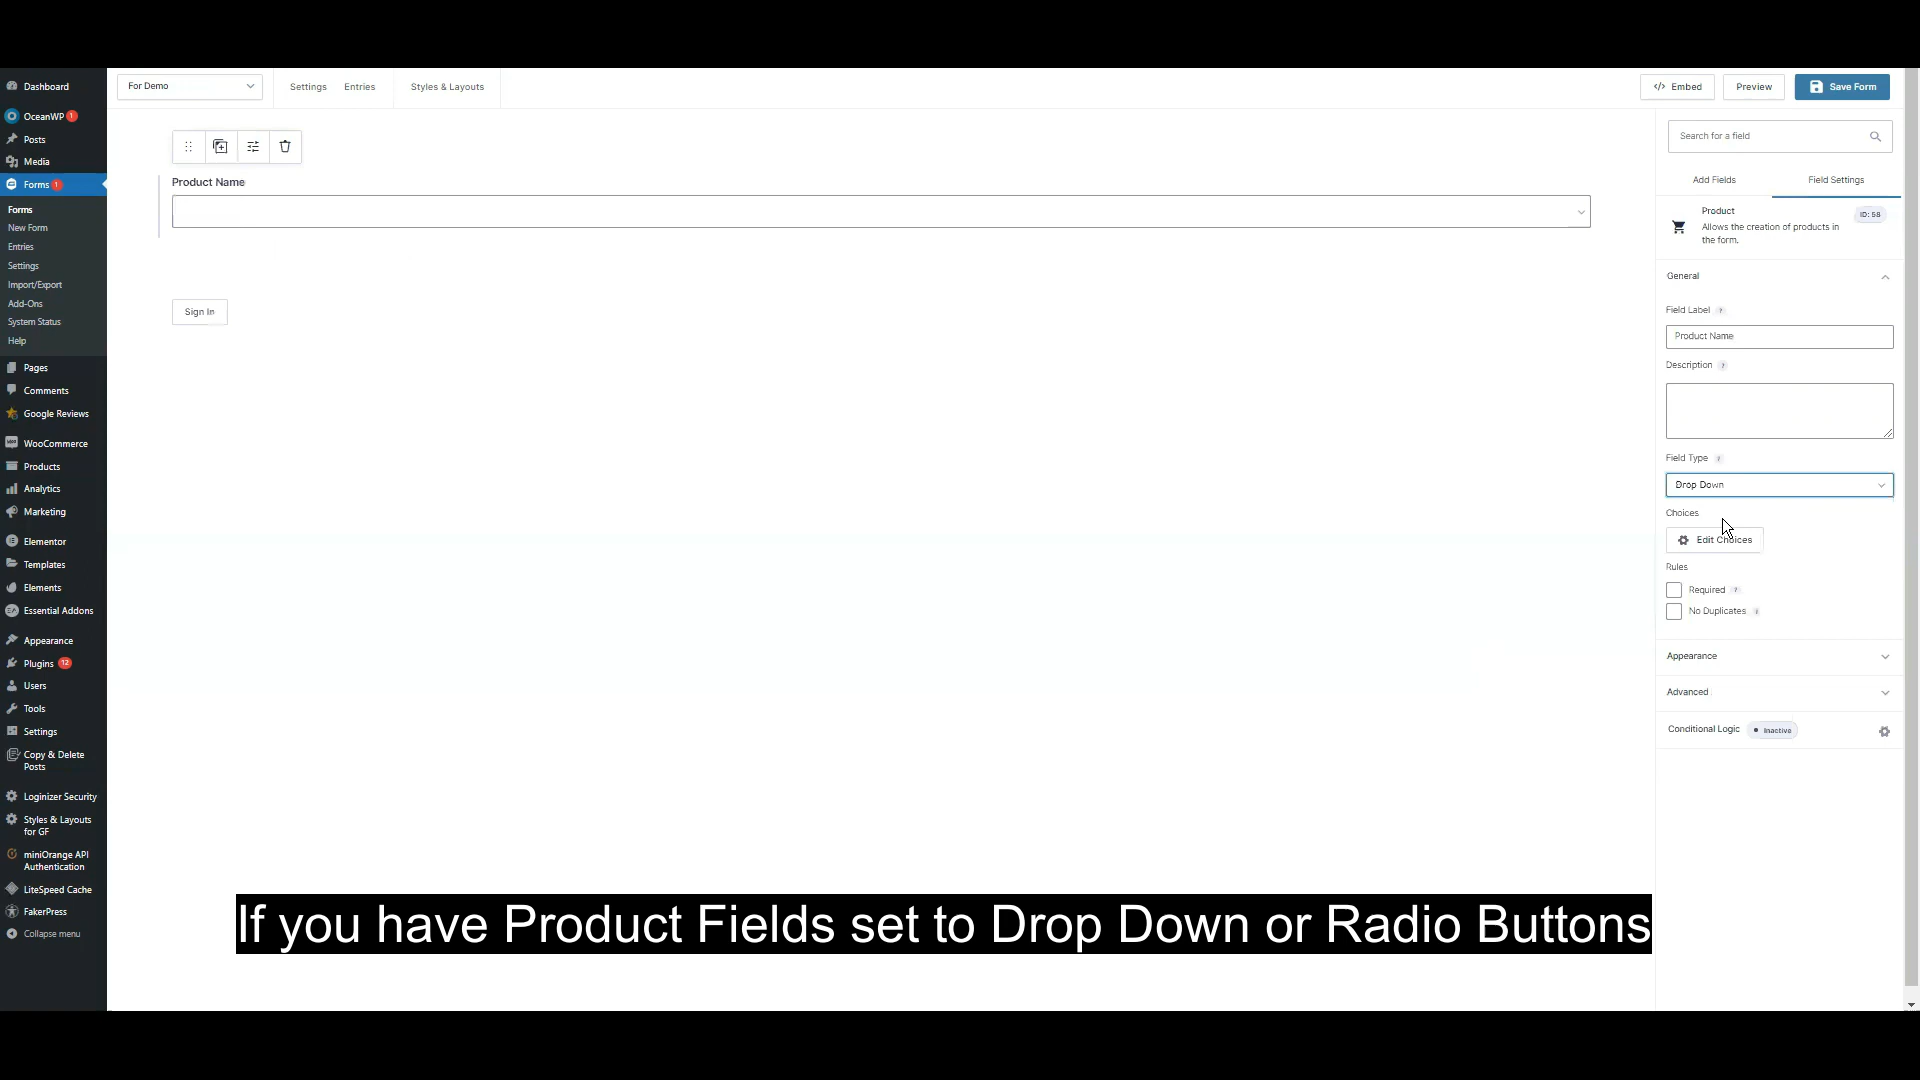 For Demo
Settings
Entries
Styles & Layouts
</> Embed
Preview
Save Form
Dashboard
OceanWP 1
Posts
Media
Forms 1
Forms
New Form
Entries
Settings
Import/Export
Add-Ons
System Status
Help
Pages
Comments
Google Reviews
WooCommerce
Products
Analytics
Marketing
Elementor
Templates
Elements
Essential Addons
Appearance
Plugins 12
Users
Tools
Settings
Copy & Delete
Posts
Loginizer Security
Styles & Layouts
for GF
miniOrange API
Authentication
LiteSpeed Cache
FakerPress
Collapse menu
Product Name
Sign In
Search for a field
Add Fields
Field Settings
Product
ID: 58
Allows the creation of products in
the form.
General
Field Label ?
Product Name
Description ?
Field Type ?
Drop Down
Choices
Edit Choices
Rules
Required ?
No Duplicates ?
Appearance
Advanced
Conditional Logic
Inactive
If you have Product Fields set to Drop Down or Radio Buttons